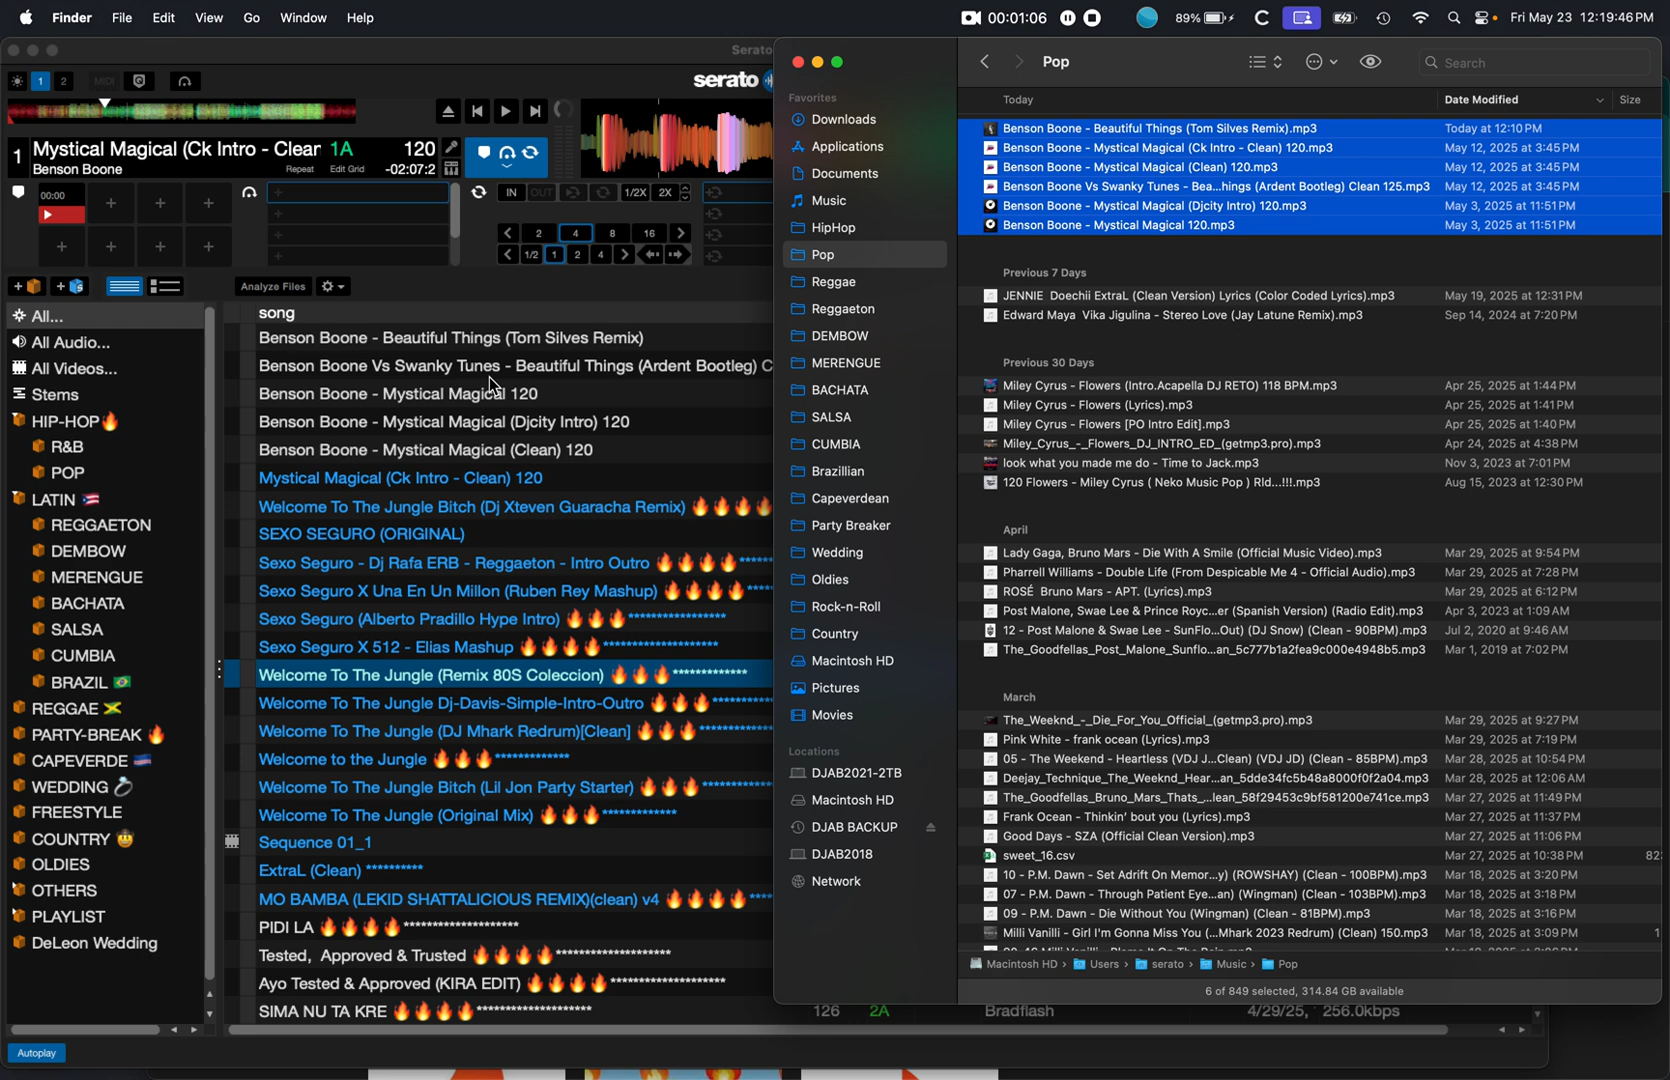 Finder File Edit View Go Window Help
00:01:06 89% Fri May 23 12:19:46 PM
Serato
1 2 MIDI
serato
1 Mystical Magical (Ck Intro - Clear 1A 120
Benson Boone Repeat Edit Grid -02:07:2
00:00
IN OUT 1/2X 2X
2 4 8 16
1/2 1 2 4
Analyze Files
All...
All Audio...
All Videos...
Stems
HIP-HOP🔥
R&B
POP
LATIN 🇵🇷
REGGAETON
DEMBOW
MERENGUE
BACHATA
SALSA
CUMBIA
BRAZIL 🇧🇷
REGGAE
PARTY-BREAK 🔥
CAPEVERDE
WEDDING 💍
FREESTYLE
COUNTRY 🤠
OLDIES
OTHERS
PLAYLIST
DeLeon Wedding
Autoplay
song
Benson Boone - Beautiful Things (Tom Silves Remix)
Benson Boone Vs Swanky Tunes - Beautiful Things (Ardent Bootleg) C
Benson Boone - Mystical Magical 120
Benson Boone - Mystical Magical (Djcity Intro) 120
Benson Boone - Mystical Magical (Clean) 120
Mystical Magical (Ck Intro - Clean) 120
Welcome To The Jungle Bitch (Dj Xteven Guaracha Remix) 🔥🔥🔥🔥
SEXO SEGURO (ORIGINAL)
Sexo Seguro - Dj Rafa ERB - Reggaeton - Intro Outro 🔥🔥🔥🔥
Sexo Seguro X Una En Un Millon (Ruben Rey Mashup) 🔥🔥🔥🔥
Sexo Seguro (Alberto Pradillo Hype Intro) 🔥🔥🔥
Sexo Seguro X 512 - Elias Mashup 🔥🔥🔥🔥
Welcome To The Jungle (Remix 80S Coleccion) 🔥🔥🔥
Welcome To The Jungle Dj-Davis-Simple-Intro-Outro 🔥🔥🔥
Welcome To The Jungle (DJ Mhark Redrum)[Clean] 🔥🔥🔥
Welcome to the Jungle 🔥🔥🔥
Welcome To The Jungle Bitch (Lil Jon Party Starter) 🔥🔥🔥
Welcome To The Jungle (Original Mix) 🔥🔥🔥
Sequence 01_1
ExtraL (Clean)
MO BAMBA (LEKID SHATTALICIOUS REMIX)(clean) v4 🔥🔥🔥🔥
PIDI LA 🔥🔥🔥🔥
Tested, Approved & Trusted 🔥🔥🔥🔥
Ayo Tested & Approved (KIRA EDIT) 🔥🔥🔥🔥
SIMA NU TA KRE 🔥🔥🔥🔥 126 2A Bradflash 4/29/25, 256.0kbps
Favorites
Downloads
Applications
Documents
Music
HipHop
Pop
Reggae
Reggaeton
DEMBOW
MERENGUE
BACHATA
SALSA
CUMBIA
Brazillian
Capeverdean
Party Breaker
Wedding
Oldies
Rock-n-Roll
Country
Macintosh HD
Pictures
Movies
Locations
DJAB2021-2TB
Macintosh HD
DJAB BACKUP
DJAB2018
Network
Pop Search
Today Date Modified Size
Benson Boone - Beautiful Things (Tom Silves Remix).mp3 Today at 12:10 PM
Benson Boone - Mystical Magical (Ck Intro - Clean) 120.mp3 May 12, 2025 at 3:45 PM
Benson Boone - Mystical Magical (Clean) 120.mp3 May 12, 2025 at 3:45 PM
Benson Boone Vs Swanky Tunes - Bea...hings (Ardent Bootleg) Clean 125.mp3 May 12, 2025 at 3:45 PM
Benson Boone - Mystical Magical (Djcity Intro) 120.mp3 May 3, 2025 at 11:51 PM
Benson Boone - Mystical Magical 120.mp3 May 3, 2025 at 11:51 PM
Previous 7 Days
JENNIE Doechii ExtraL (Clean Version) Lyrics (Color Coded Lyrics).mp3 May 19, 2025 at 12:31 PM
Edward Maya Vika Jigulina - Stereo Love (Jay Latune Remix).mp3 Sep 14, 2024 at 7:20 PM
Previous 30 Days
Miley Cyrus - Flowers (Intro.Acapella DJ RETO) 118 BPM.mp3 Apr 25, 2025 at 1:44 PM
Miley Cyrus - Flowers (Lyrics).mp3 Apr 25, 2025 at 1:41 PM
Miley Cyrus - Flowers [PO Intro Edit].mp3 Apr 25, 2025 at 1:40 PM
Miley_Cyrus_-_Flowers_DJ_INTRO_ED_(getmp3.pro).mp3 Apr 24, 2025 at 4:38 PM
look what you made me do - Time to Jack.mp3 Nov 3, 2023 at 7:01 PM
120 Flowers - Miley Cyrus ( Neko Music Pop ) Rld...!!!.mp3 Aug 15, 2023 at 12:30 PM
April
Lady Gaga, Bruno Mars - Die With A Smile (Official Music Video).mp3 Mar 29, 2025 at 9:54 PM
Pharrell Williams - Double Life (From Despicable Me 4 - Official Audio).mp3 Mar 29, 2025 at 7:28 PM
ROSÉ Bruno Mars - APT. (Lyrics).mp3 Mar 29, 2025 at 6:12 PM
Post Malone, Swae Lee & Prince Royc...er (Spanish Version) (Radio Edit).mp3 Apr 3, 2023 at 1:09 AM
12 - Post Malone & Swae Lee - SunFlo...Out) (DJ Snow) (Clean - 90BPM).mp3 Jul 2, 2020 at 9:46 AM
The_Goodfellas_Post_Malone_Sunflo...an_5c777b1a2fea9c000e4948b5.mp3 Mar 1, 2019 at 7:02 PM
March
The_Weeknd_-_Die_For_You_Official_(getmp3.pro).mp3 Mar 29, 2025 at 9:27 PM
Pink White - frank ocean (Lyrics).mp3 Mar 29, 2025 at 7:19 PM
05 - The Weekend - Heartless (VDJ J...Clean) (VDJ JD) (Clean - 85BPM).mp3 Mar 28, 2025 at 10:54 PM
Deejay_Technique_The_Weeknd_Hear...an_5dde34fc5b48a8000f0f2a04.mp3 Mar 28, 2025 at 12:06 AM
The_Goodfellas_Bruno_Mars_Thats_...lean_58f29453c9bf581200e741ce.mp3 Mar 27, 2025 at 11:49 PM
Frank Ocean - Thinkin' bout you (Lyrics).mp3 Mar 27, 2025 at 11:37 PM
Good Days - SZA (Official Clean Version).mp3 Mar 27, 2025 at 11:06 PM
sweet_16.csv Mar 27, 2025 at 10:38 PM 82
10 - P.M. Dawn - Set Adrift On Memor...y) (ROWSHAY) (Clean - 100BPM).mp3 Mar 18, 2025 at 3:20 PM
07 - P.M. Dawn - Through Patient Eye...an) (Wingman) (Clean - 103BPM).mp3 Mar 18, 2025 at 3:18 PM
09 - P.M. Dawn - Die Without You (Wingman) (Clean - 81BPM).mp3 Mar 18, 2025 at 3:16 PM
Milli Vanilli - Girl I'm Gonna Miss You (...Mhark 2023 Redrum) (Clean) 150.mp3 Mar 18, 2025 at 3:09 PM 1
Macintosh HD › Users › serato › Music › Pop
6 of 849 selected, 314.84 GB available